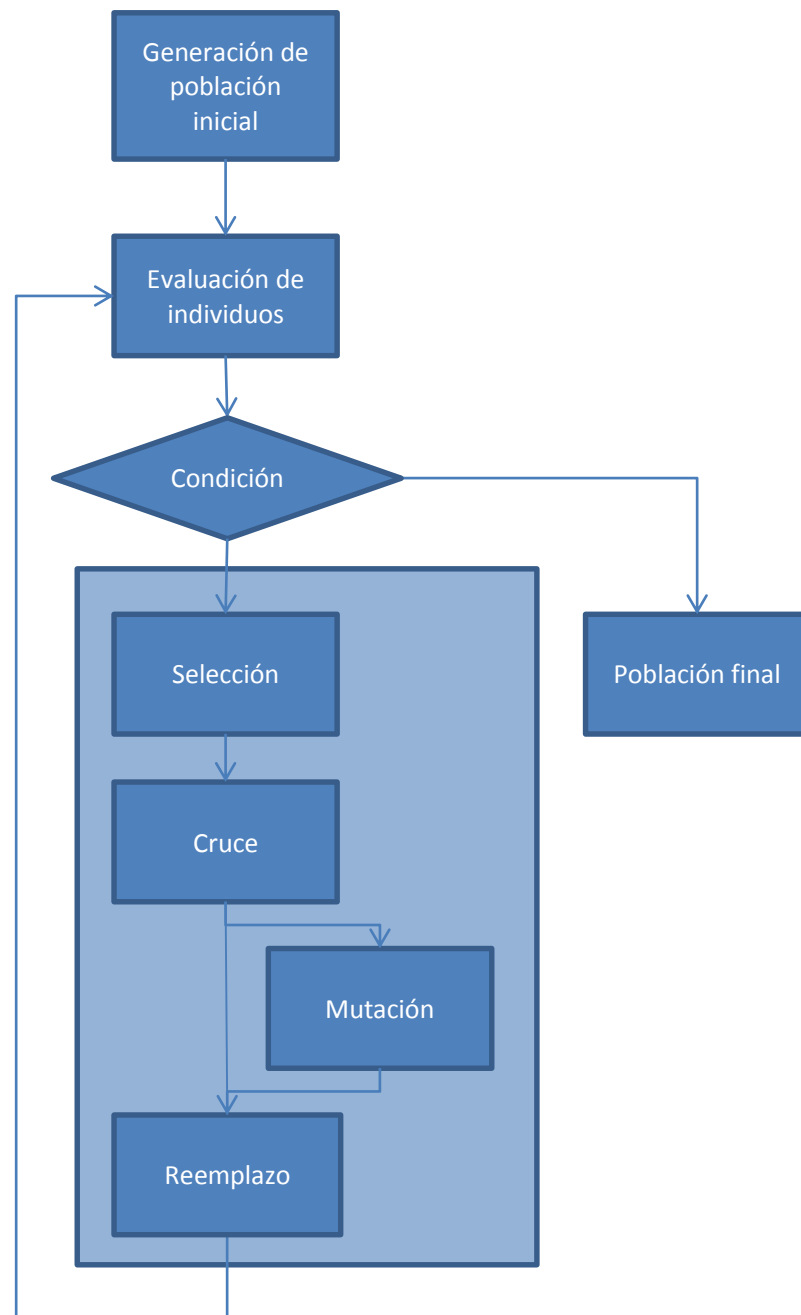 Generación de
población
inicial
Evaluación de
individuos
Condición
Selección
Población final
Cruce
Mutación
Reemplazo